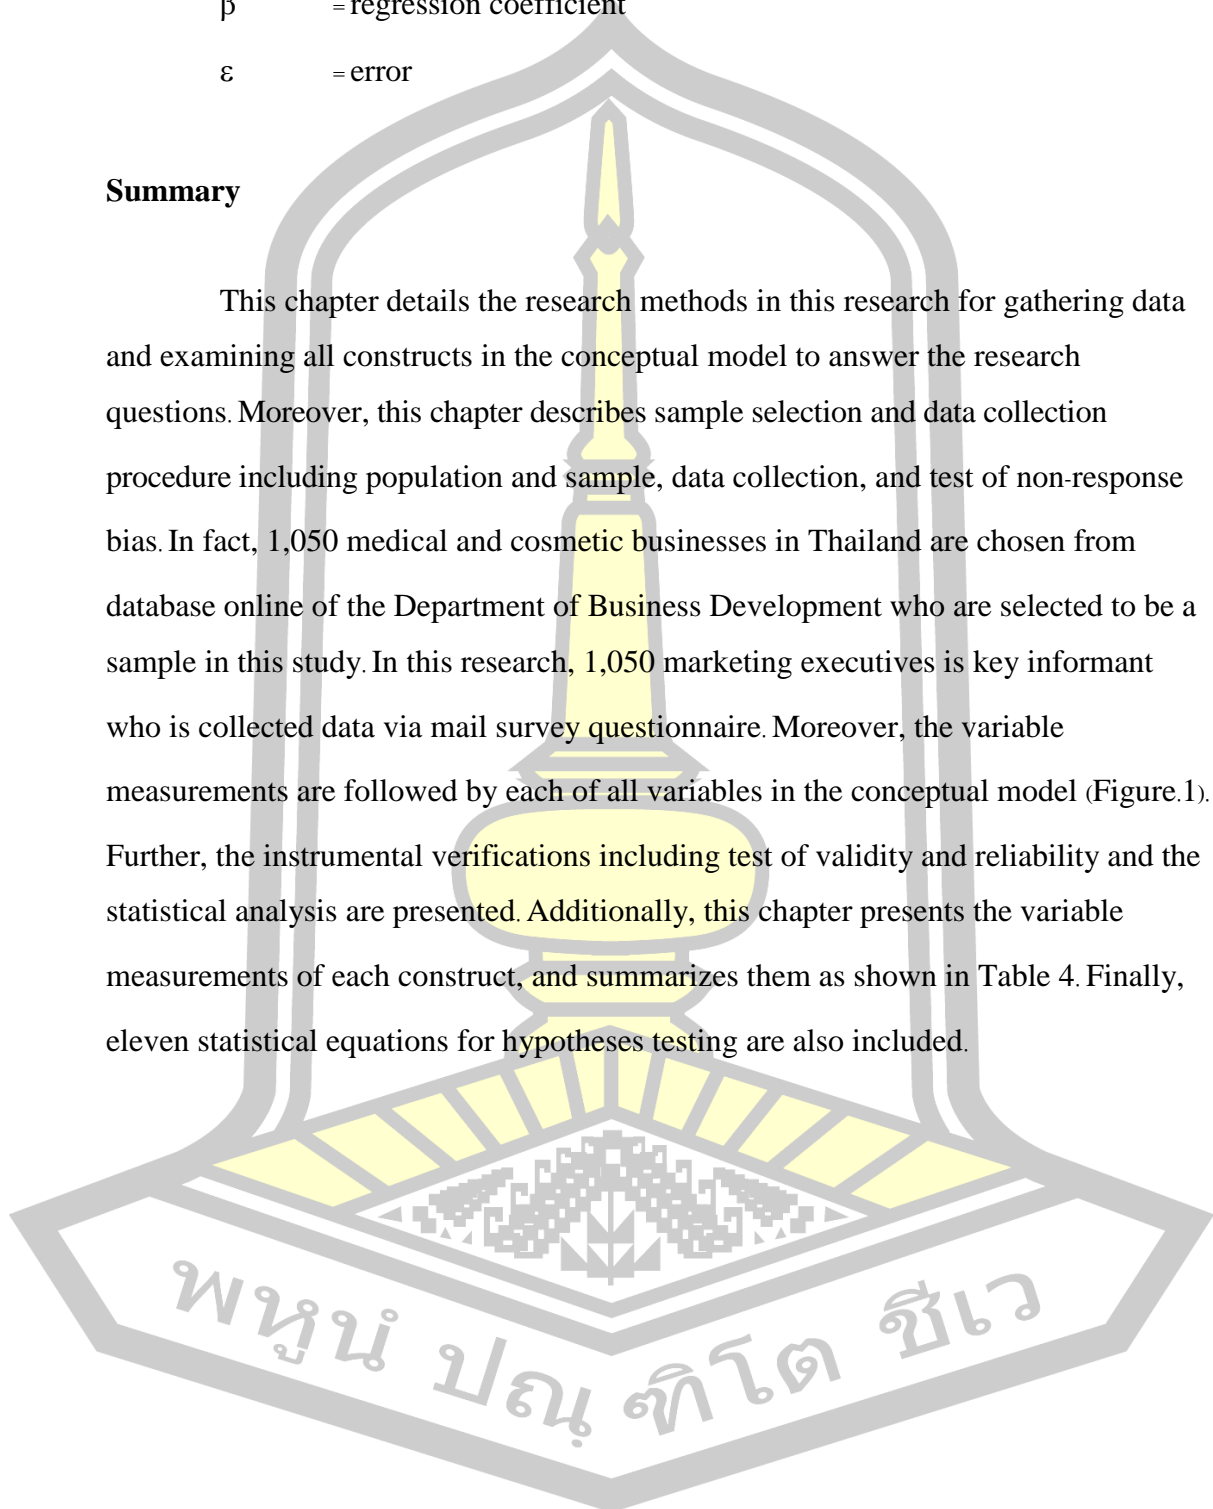 β = regression coefficient
ε = error
Summary
This chapter details the research methods in this research for gathering data
and examining all constructs in the conceptual model to answer the research
questions. Moreover, this chapter describes sample selection and data collection
procedure including population and sample, data collection, and test of non-response
bias. In fact, 1,050 medical and cosmetic businesses in Thailand are chosen from
database online of the Department of Business Development who are selected to be a
sample in this study. In this research, 1,050 marketing executives is key informant
who is collected data via mail survey questionnaire. Moreover, the variable
measurements are followed by each of all variables in the conceptual model (Figure.1).
Further, the instrumental verifications including test of validity and reliability and the
statistical analysis are presented. Additionally, this chapter presents the variable
measurements of each construct, and summarizes them as shown in Table 4. Finally,
eleven statistical equations for hypotheses testing are also included.
พหูนํ ปณฺฑิโต ชีเว